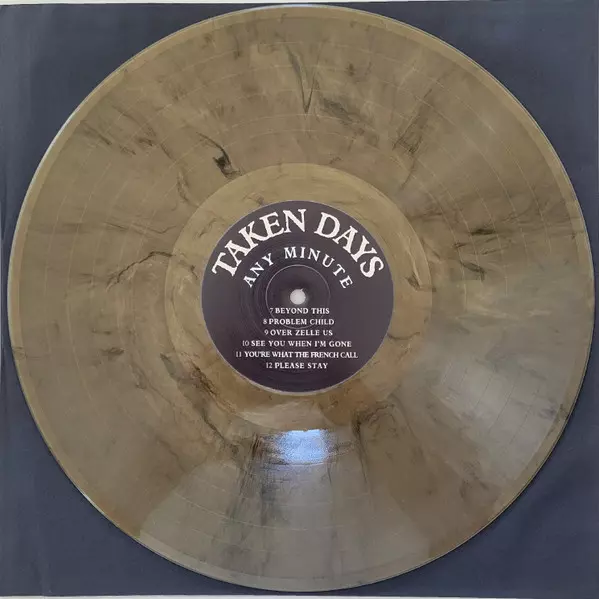 TAKEN DAYS
ANY MINUTE
7 BEYOND THIS
8 PROBLEM CHILD
9 OVER ZELLE US
10 SEE YOU WHEN I'M GONE
11 YOU'RE WHAT THE FRENCH CALL
12 PLEASE STAY